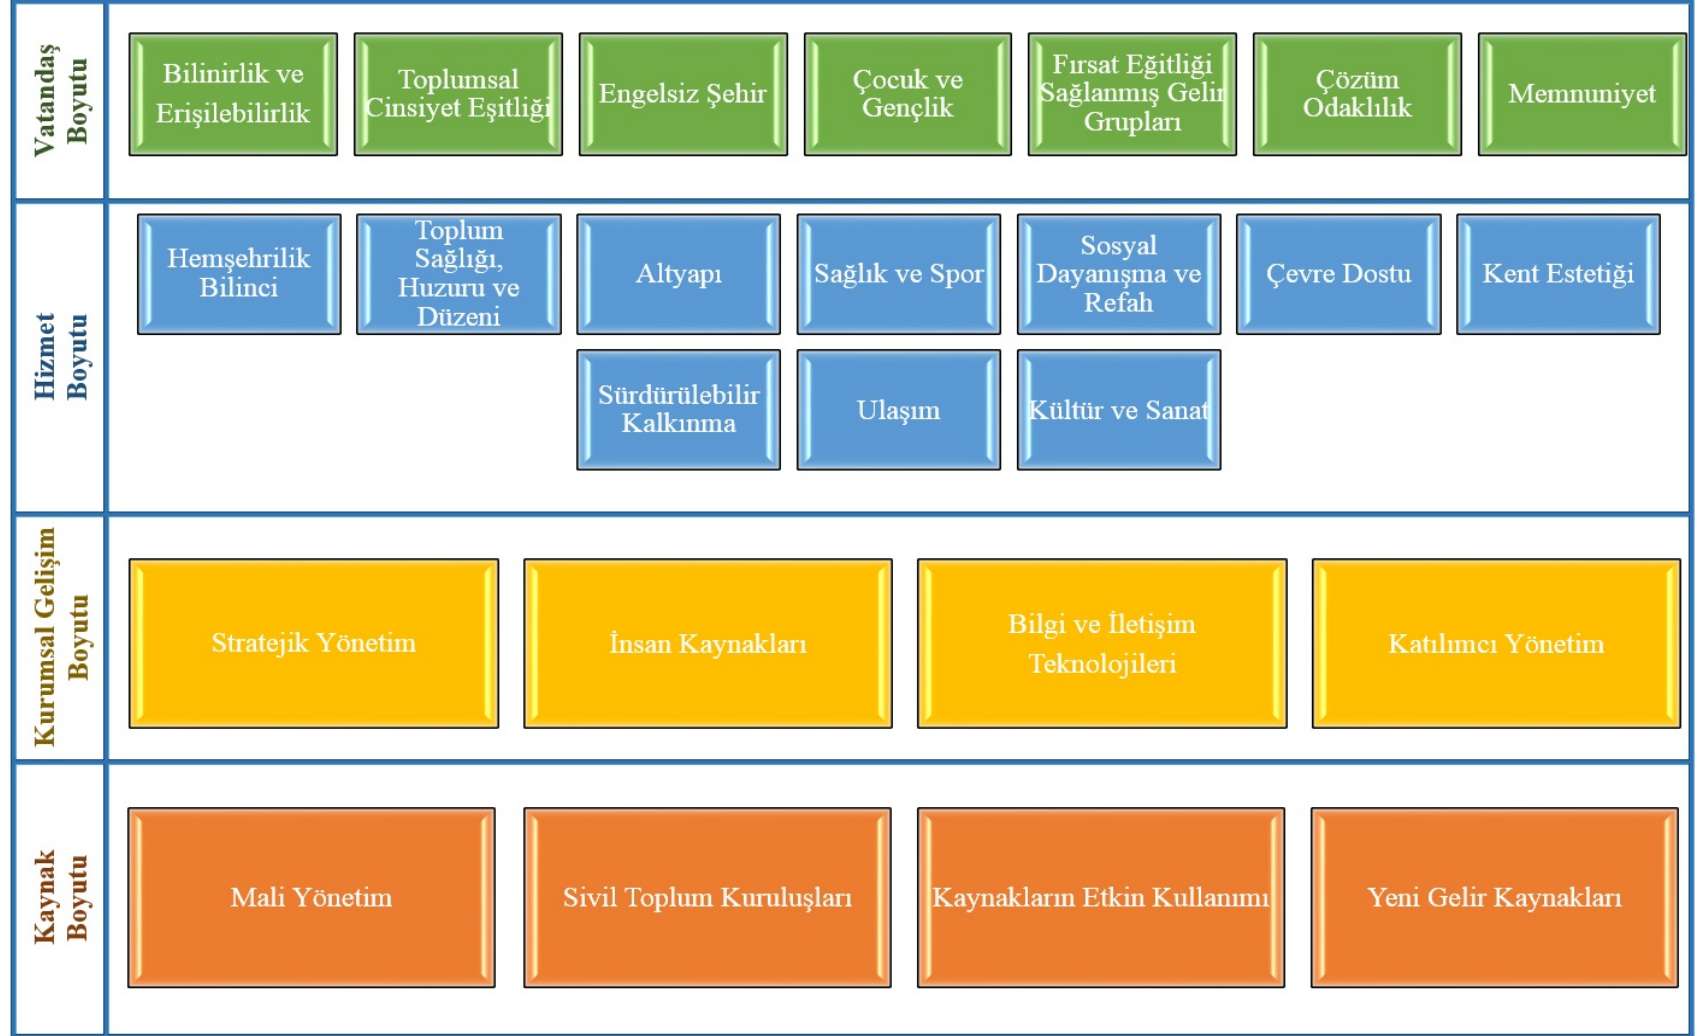 Vatandaş
Boyutu
Bilinirlik ve
Erişilebilirlik
Toplumsal
Cinsiyet Eşitliği
Engelsiz Şehir
Çocuk ve
Gençlik
Fırsat Eğitliği
Sağlanmış Gelir
Grupları
Çözüm
Odaklılık
Memnuniyet
Hizmet
Boyutu
Hemşehrilik
Bilinci
Toplum
Sağlığı,
Huzuru ve
Düzeni
Altyapı
Sağlık ve Spor
Sosyal
Dayanışma ve
Refah
Çevre Dostu
Kent Estetiği
Sürdürülebilir
Kalkınma
Ulaşım
Kültür ve Sanat
Kurumsal Gelişim
Boyutu
Stratejik Yönetim
İnsan Kaynakları
Bilgi ve İletişim
Teknolojileri
Katılımcı Yönetim
Kaynak
Boyutu
Mali Yönetim
Sivil Toplum Kuruluşları
Kaynakların Etkin Kullanımı
Yeni Gelir Kaynakları